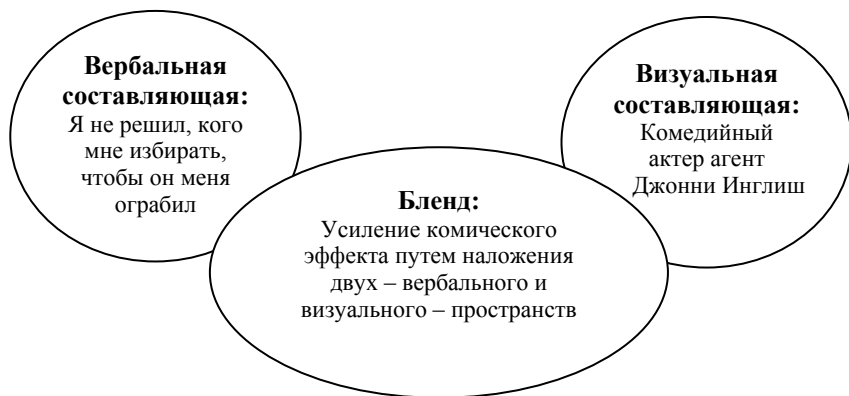 Вербальная
составляющая:
Я не решил, кого
мне избирать,
чтобы он меня
ограбил
Визуальная
составляющая:
Комедийный
актер агент
Джонни Инглиш
Бленд:
Усиление комического
эффекта путем наложения
двух – вербального и
визуального – пространств